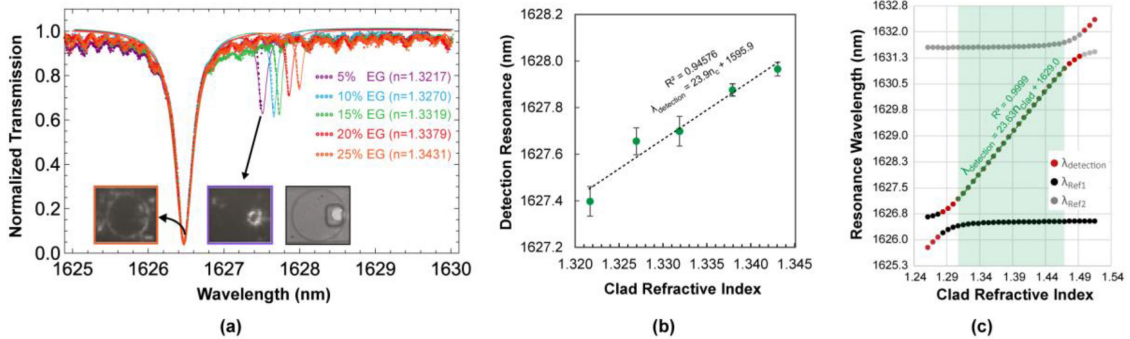 1.0
0.8
0.6
0.4
0.2
0.0
Normalized Transmission
5% EG (n=1.3217)
10% EG (n=1.3270)
15% EG (n=1.3319)
20% EG (n=1.3379)
25% EG (n=1.3431)
1625 1626 1627 1628 1629 1630
Wavelength (nm)
(a)
1628.2
1628.0
1627.8
1627.6
1627.4
1627.2
Detection Resonance (nm)
R² = 0.94576
λdetection = 23.9nc + 1595.9
1.320 1.325 1.330 1.335 1.340 1.345
Clad Refractive Index
(b)
1632.8
1632.0
1631.3
1630.5
1629.8
1629.0
1628.3
1627.5
1626.8
1626.0
1625.3
Resonance Wavelength (nm)
R² = 0.9999
λdetection = 23.63nclad + 1629.0
λdetection
λRef1
λRef2
1.24 1.29 1.34 1.39 1.44 1.49 1.54
Clad Refractive Index
(c)